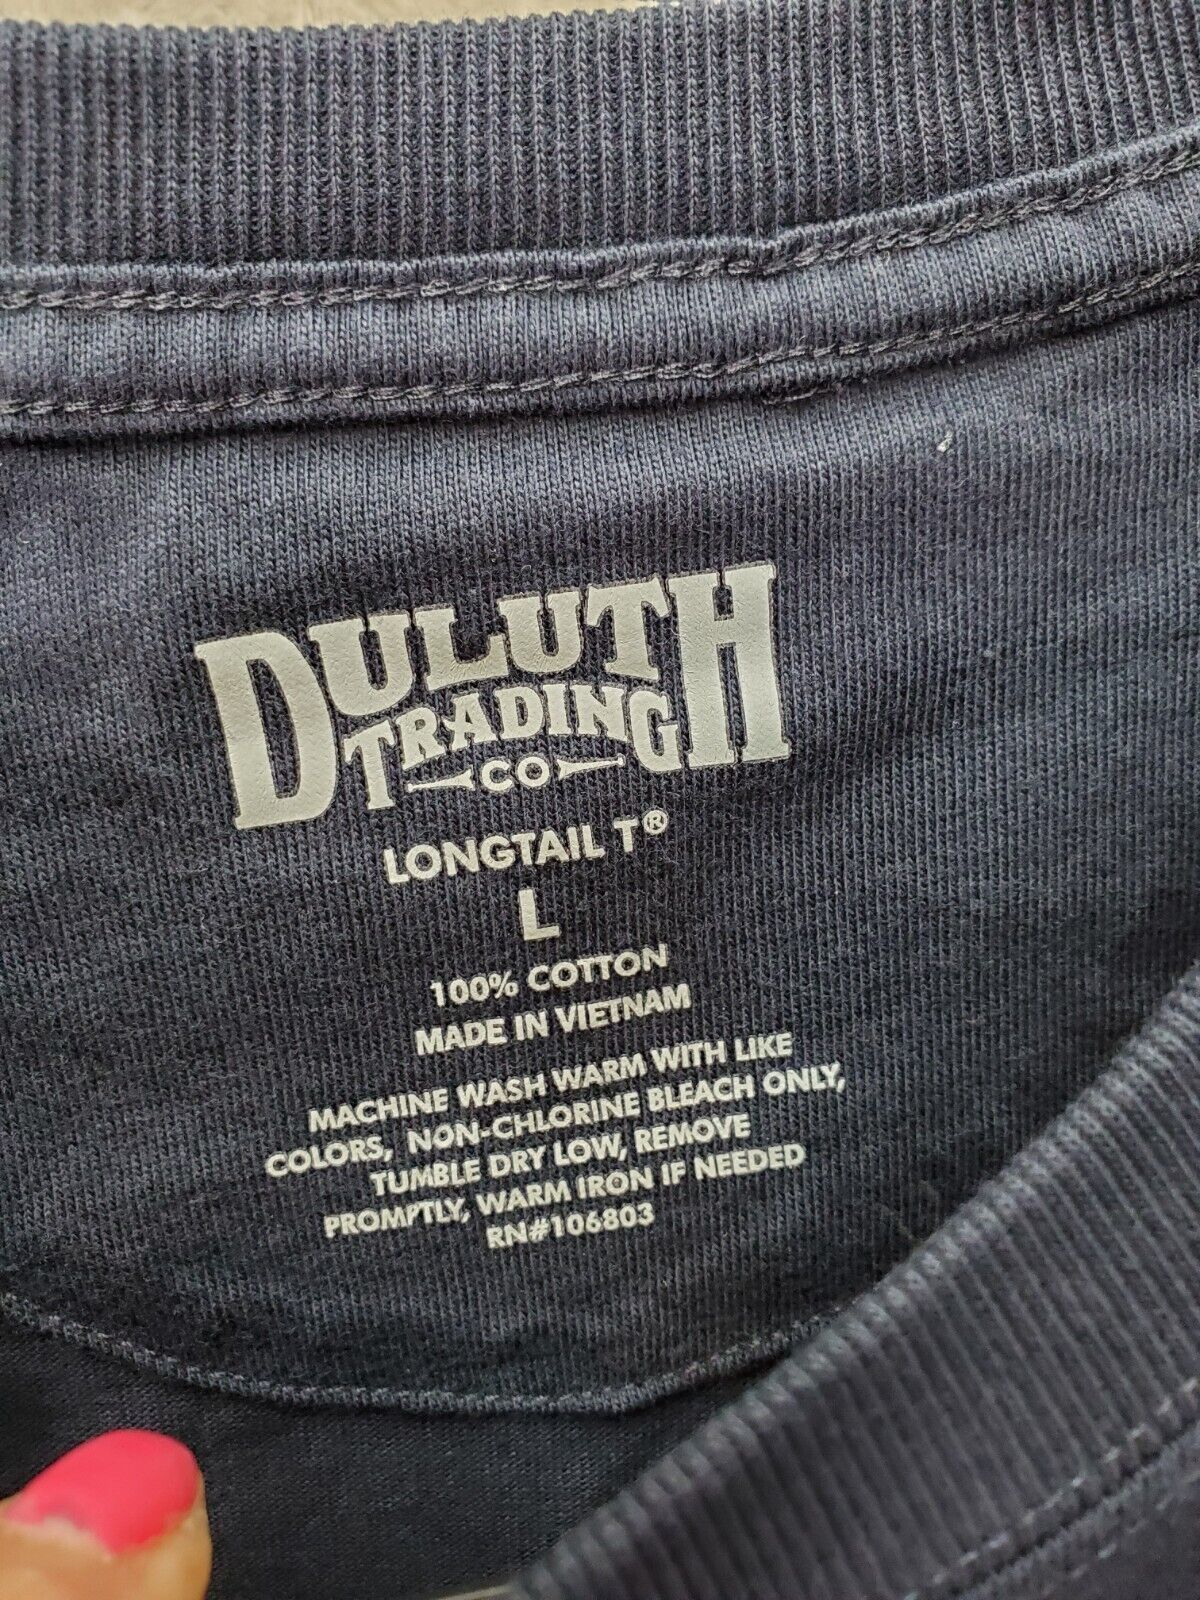 DULUTH
TRADING
CO
LONGTAIL T®
L
100% COTTON
MADE IN VIETNAM
MACHINE WASH WARM WITH LIKE
COLORS, NON-CHLORINE BLEACH ONLY,
TUMBLE DRY LOW, REMOVE
PROMPTLY, WARM IRON IF NEEDED
RN#106803